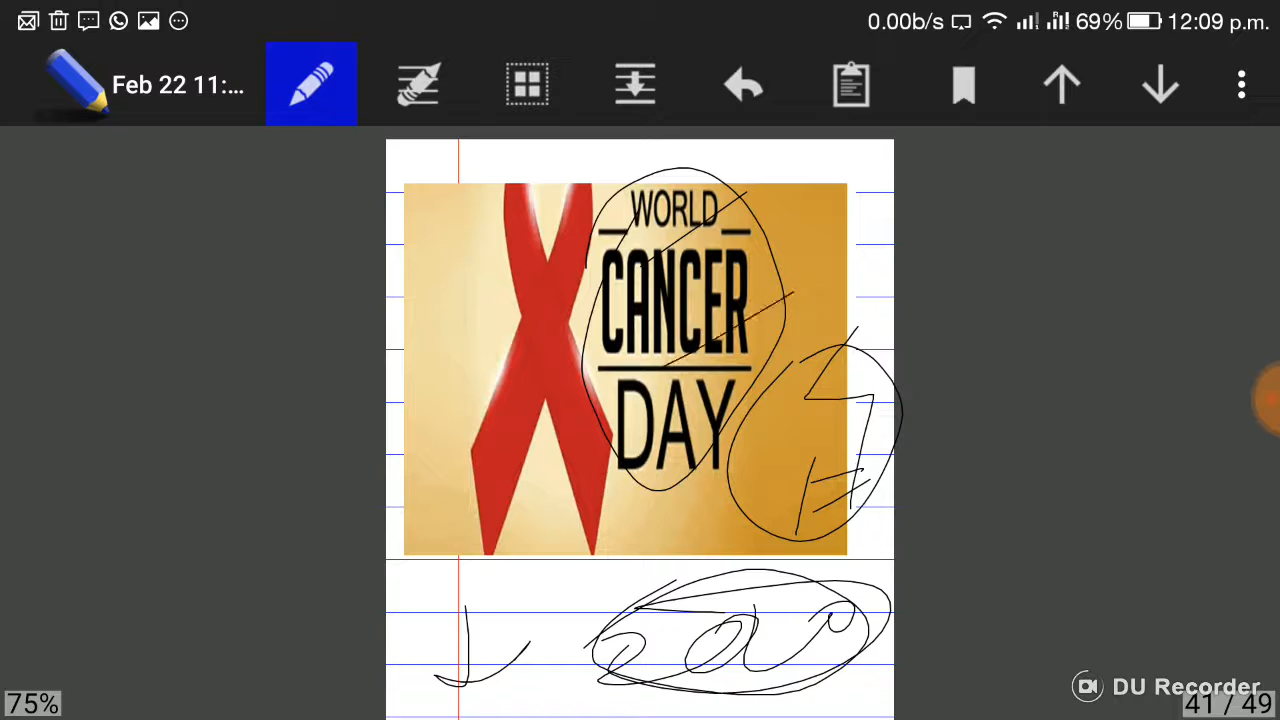 0.00b/s 69% 12:09 p.m.
Feb 22 11:...
WORLD
CANCER
DAY
DU Recorder
75%
41 / 49